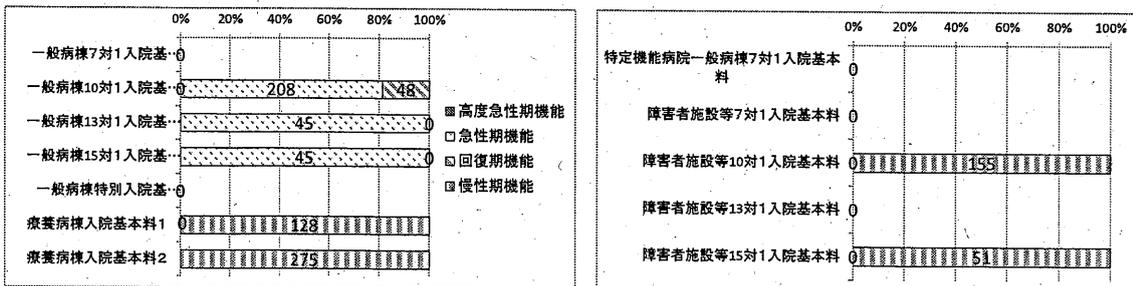 0% 20% 40% 60% 80% 100%
一般病棟7対1入院基… 0
一般病棟10対1入院基… 0 208 48
一般病棟13対1入院基… 45 0
一般病棟15対1入院基… 45 0
一般病棟特別入院基… 0
療養病棟入院基本料1 0 128
療養病棟入院基本料2 275
高度急性期機能
急性期機能
回復期機能
慢性期機能
0% 20% 40% 60% 80% 100%
特定機能病院一般病棟7対1入院基本
料 0
障害者施設等7対1入院基本料 0
障害者施設等10対1入院基本料 0 155
障害者施設等13対1入院基本料 0
障害者施設等15対1入院基本料 0 51